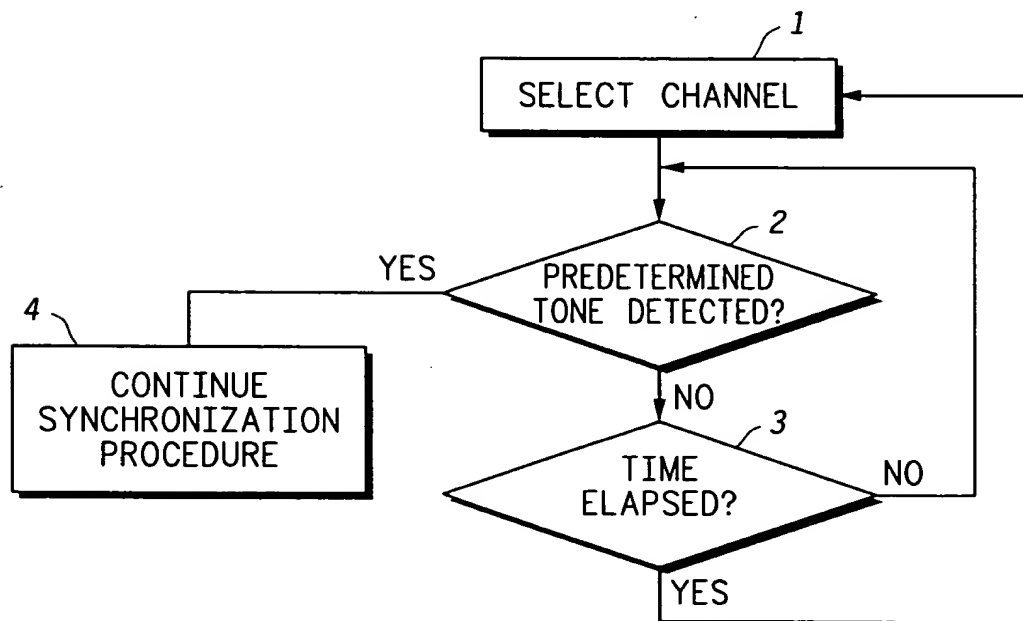 1
SELECT CHANNEL
2
YES
PREDETERMINED
TONE DETECTED?
4
CONTINUE
SYNCHRONIZATION
PROCEDURE
NO
3
TIME
ELAPSED?
NO
YES